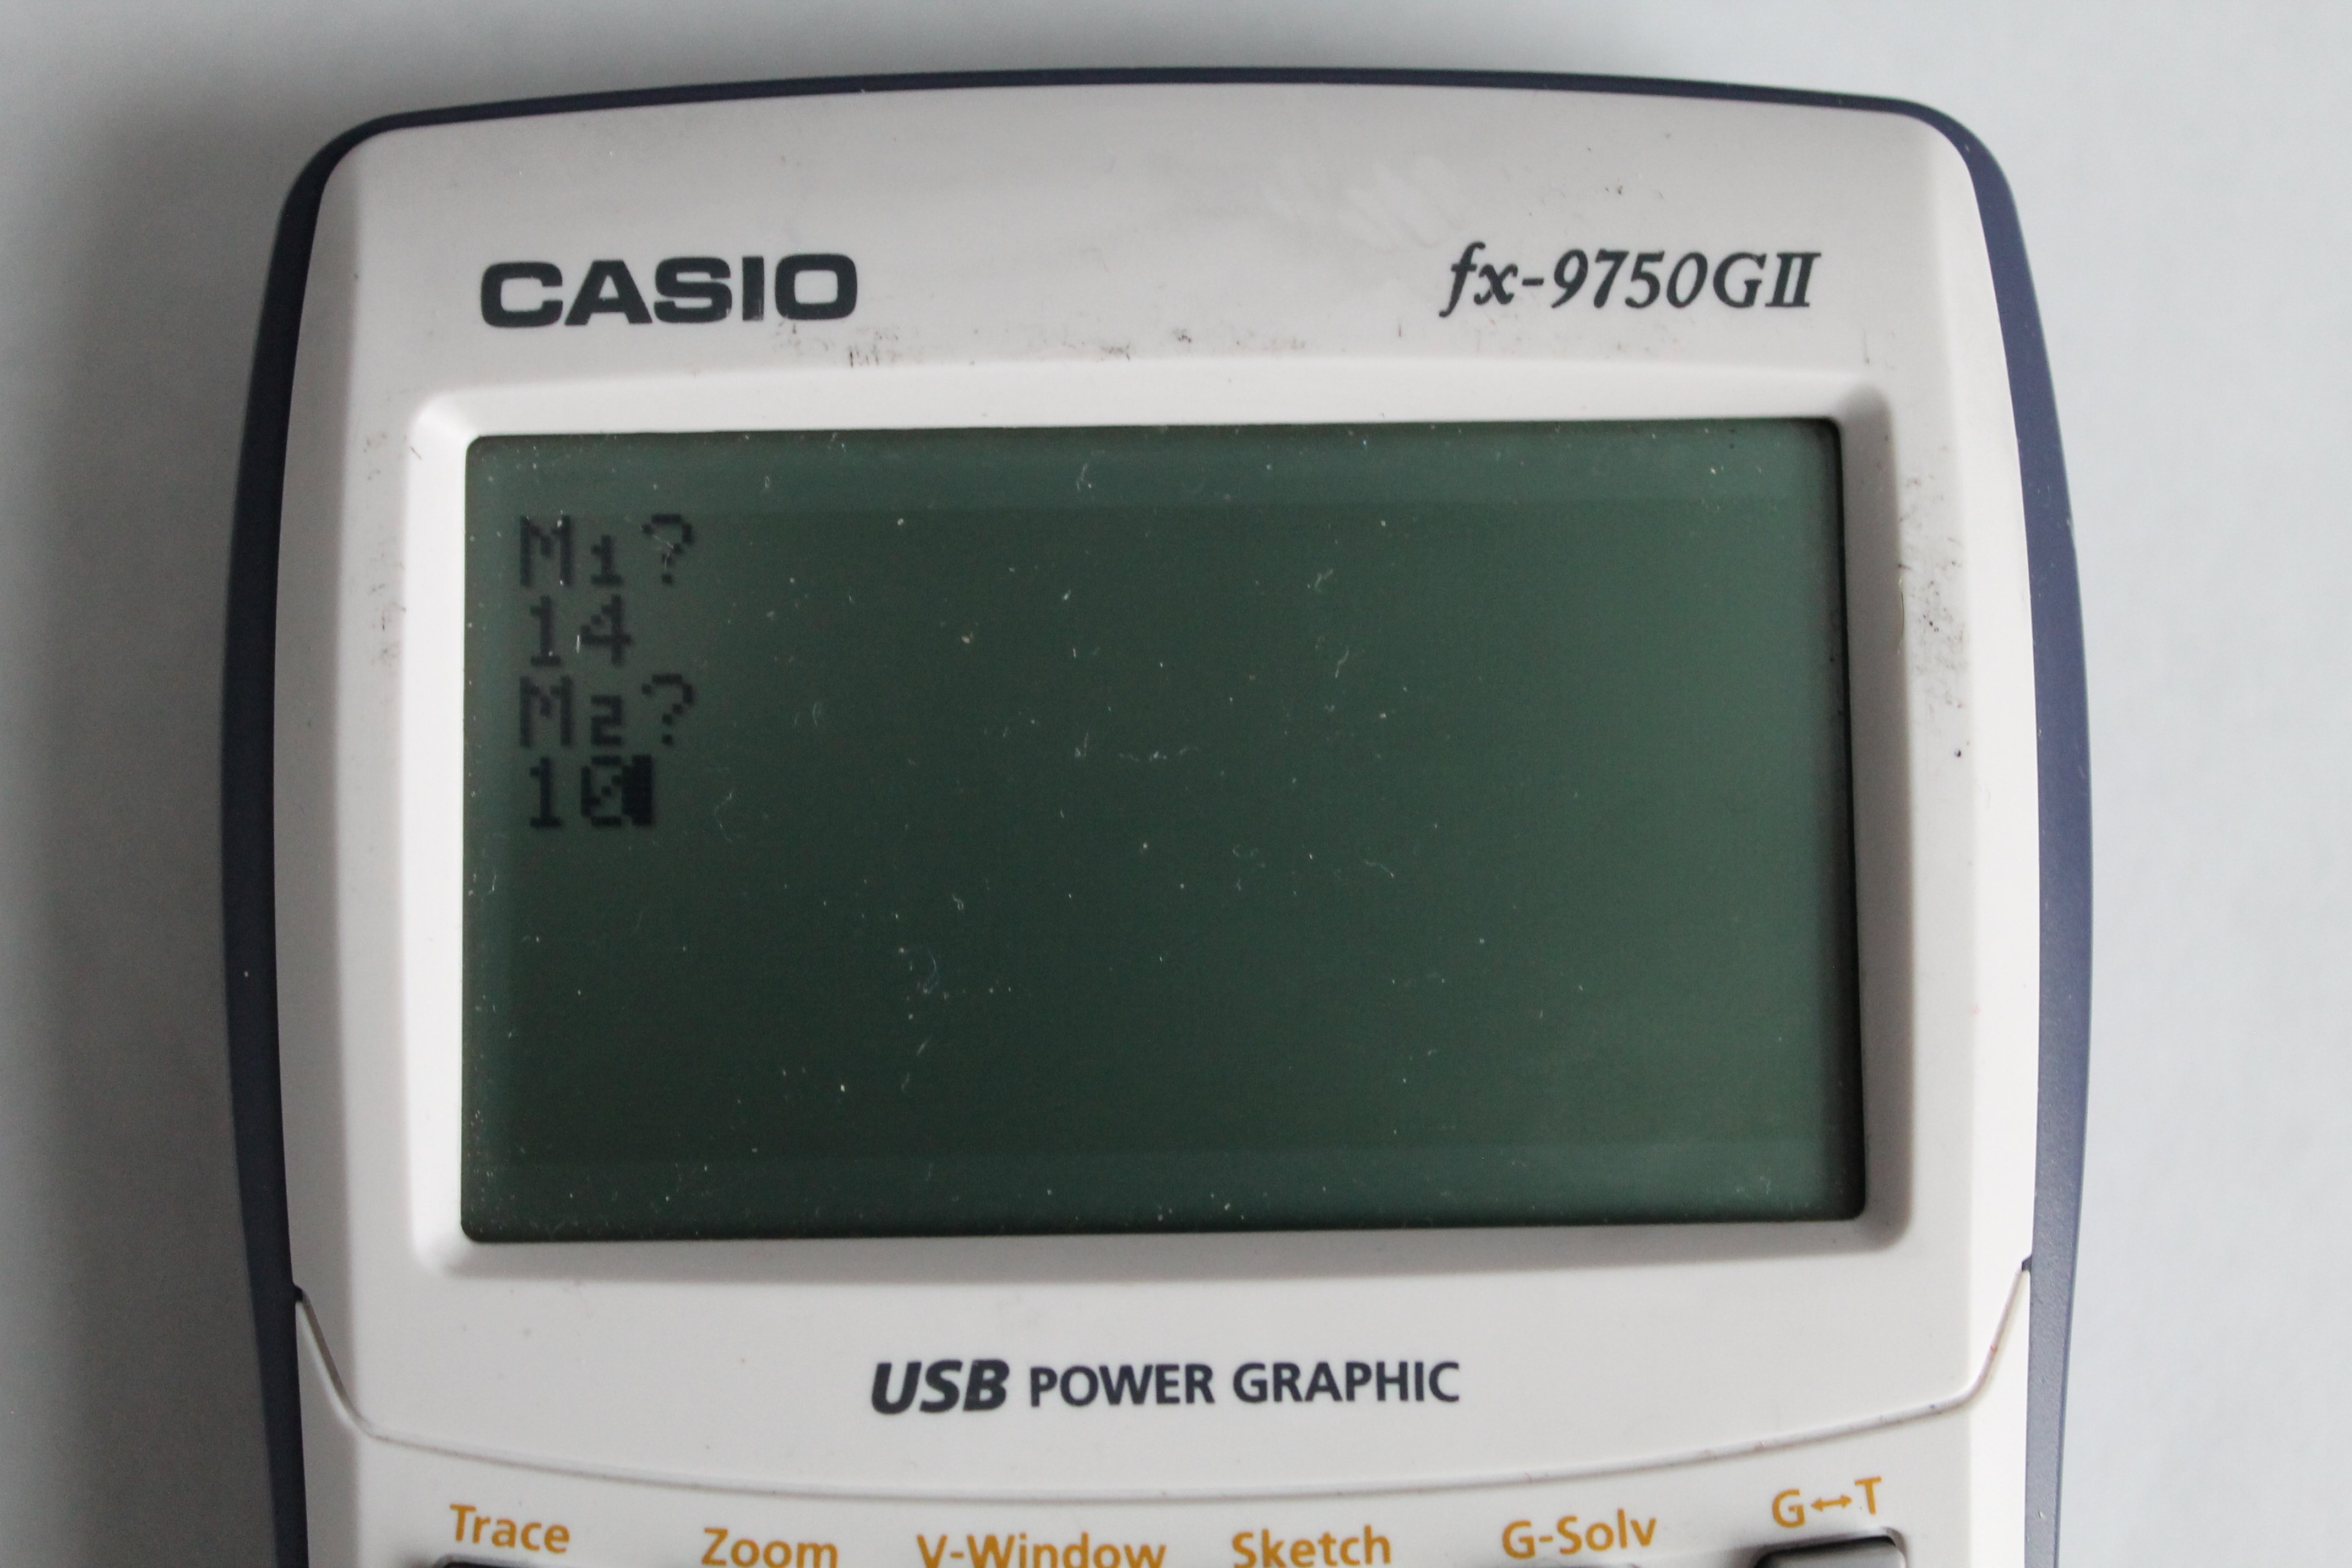 CASIO fx-9750GII
M₁?
14
M₂?
10
USB POWER GRAPHIC
Trace Zoom V-Window Sketch G-Solv G↔T